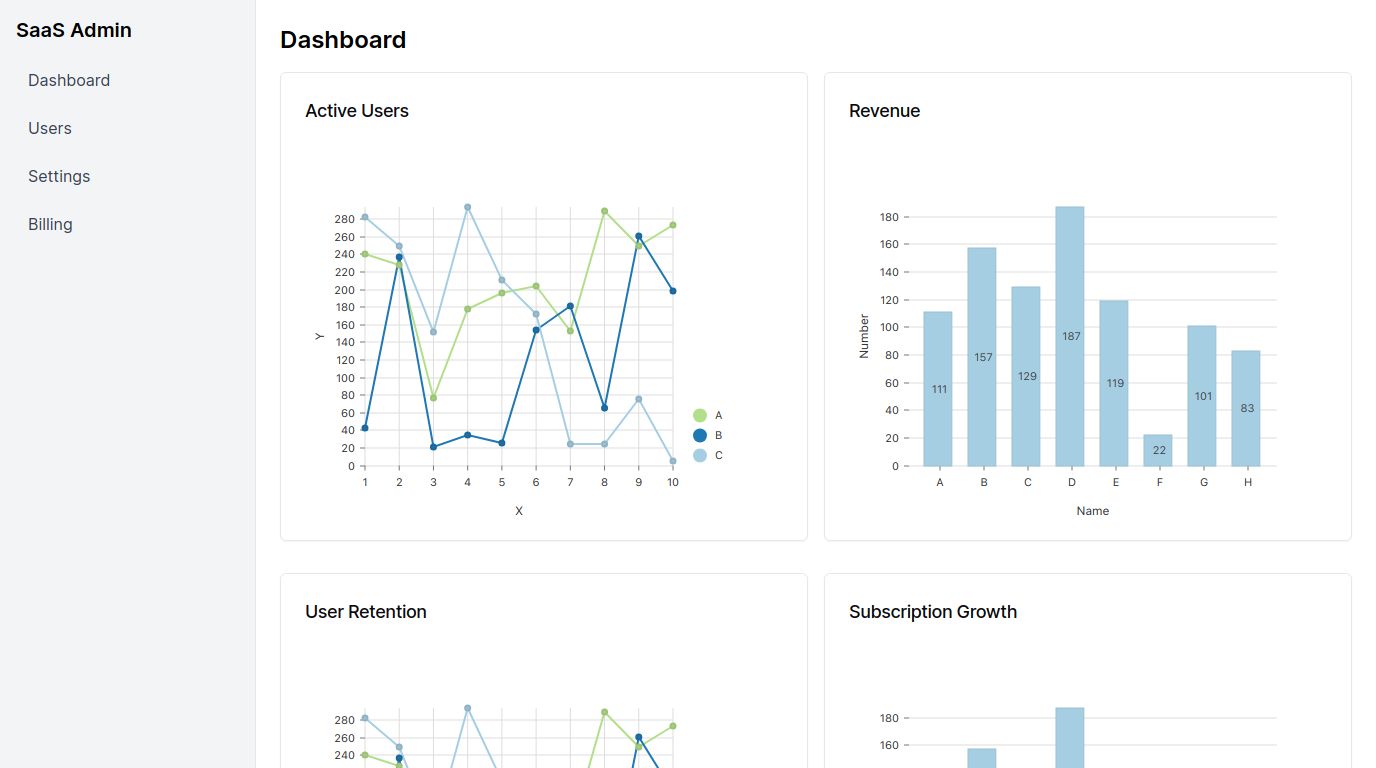 SaaS Admin
Dashboard
Users
Settings
Billing
Dashboard
Active Users
280
260
240
220
200
180
160
140
120
100
80
60
40
20
0
Y
1 2 3 4 5 6 7 8 9 10
X
A
B
C
Revenue
180
160
140
120
100
80
60
40
20
0
Number
111 157 129 187 119 22 101 83
A B C D E F G H
Name
User Retention
280
260
240
Subscription Growth
180
160